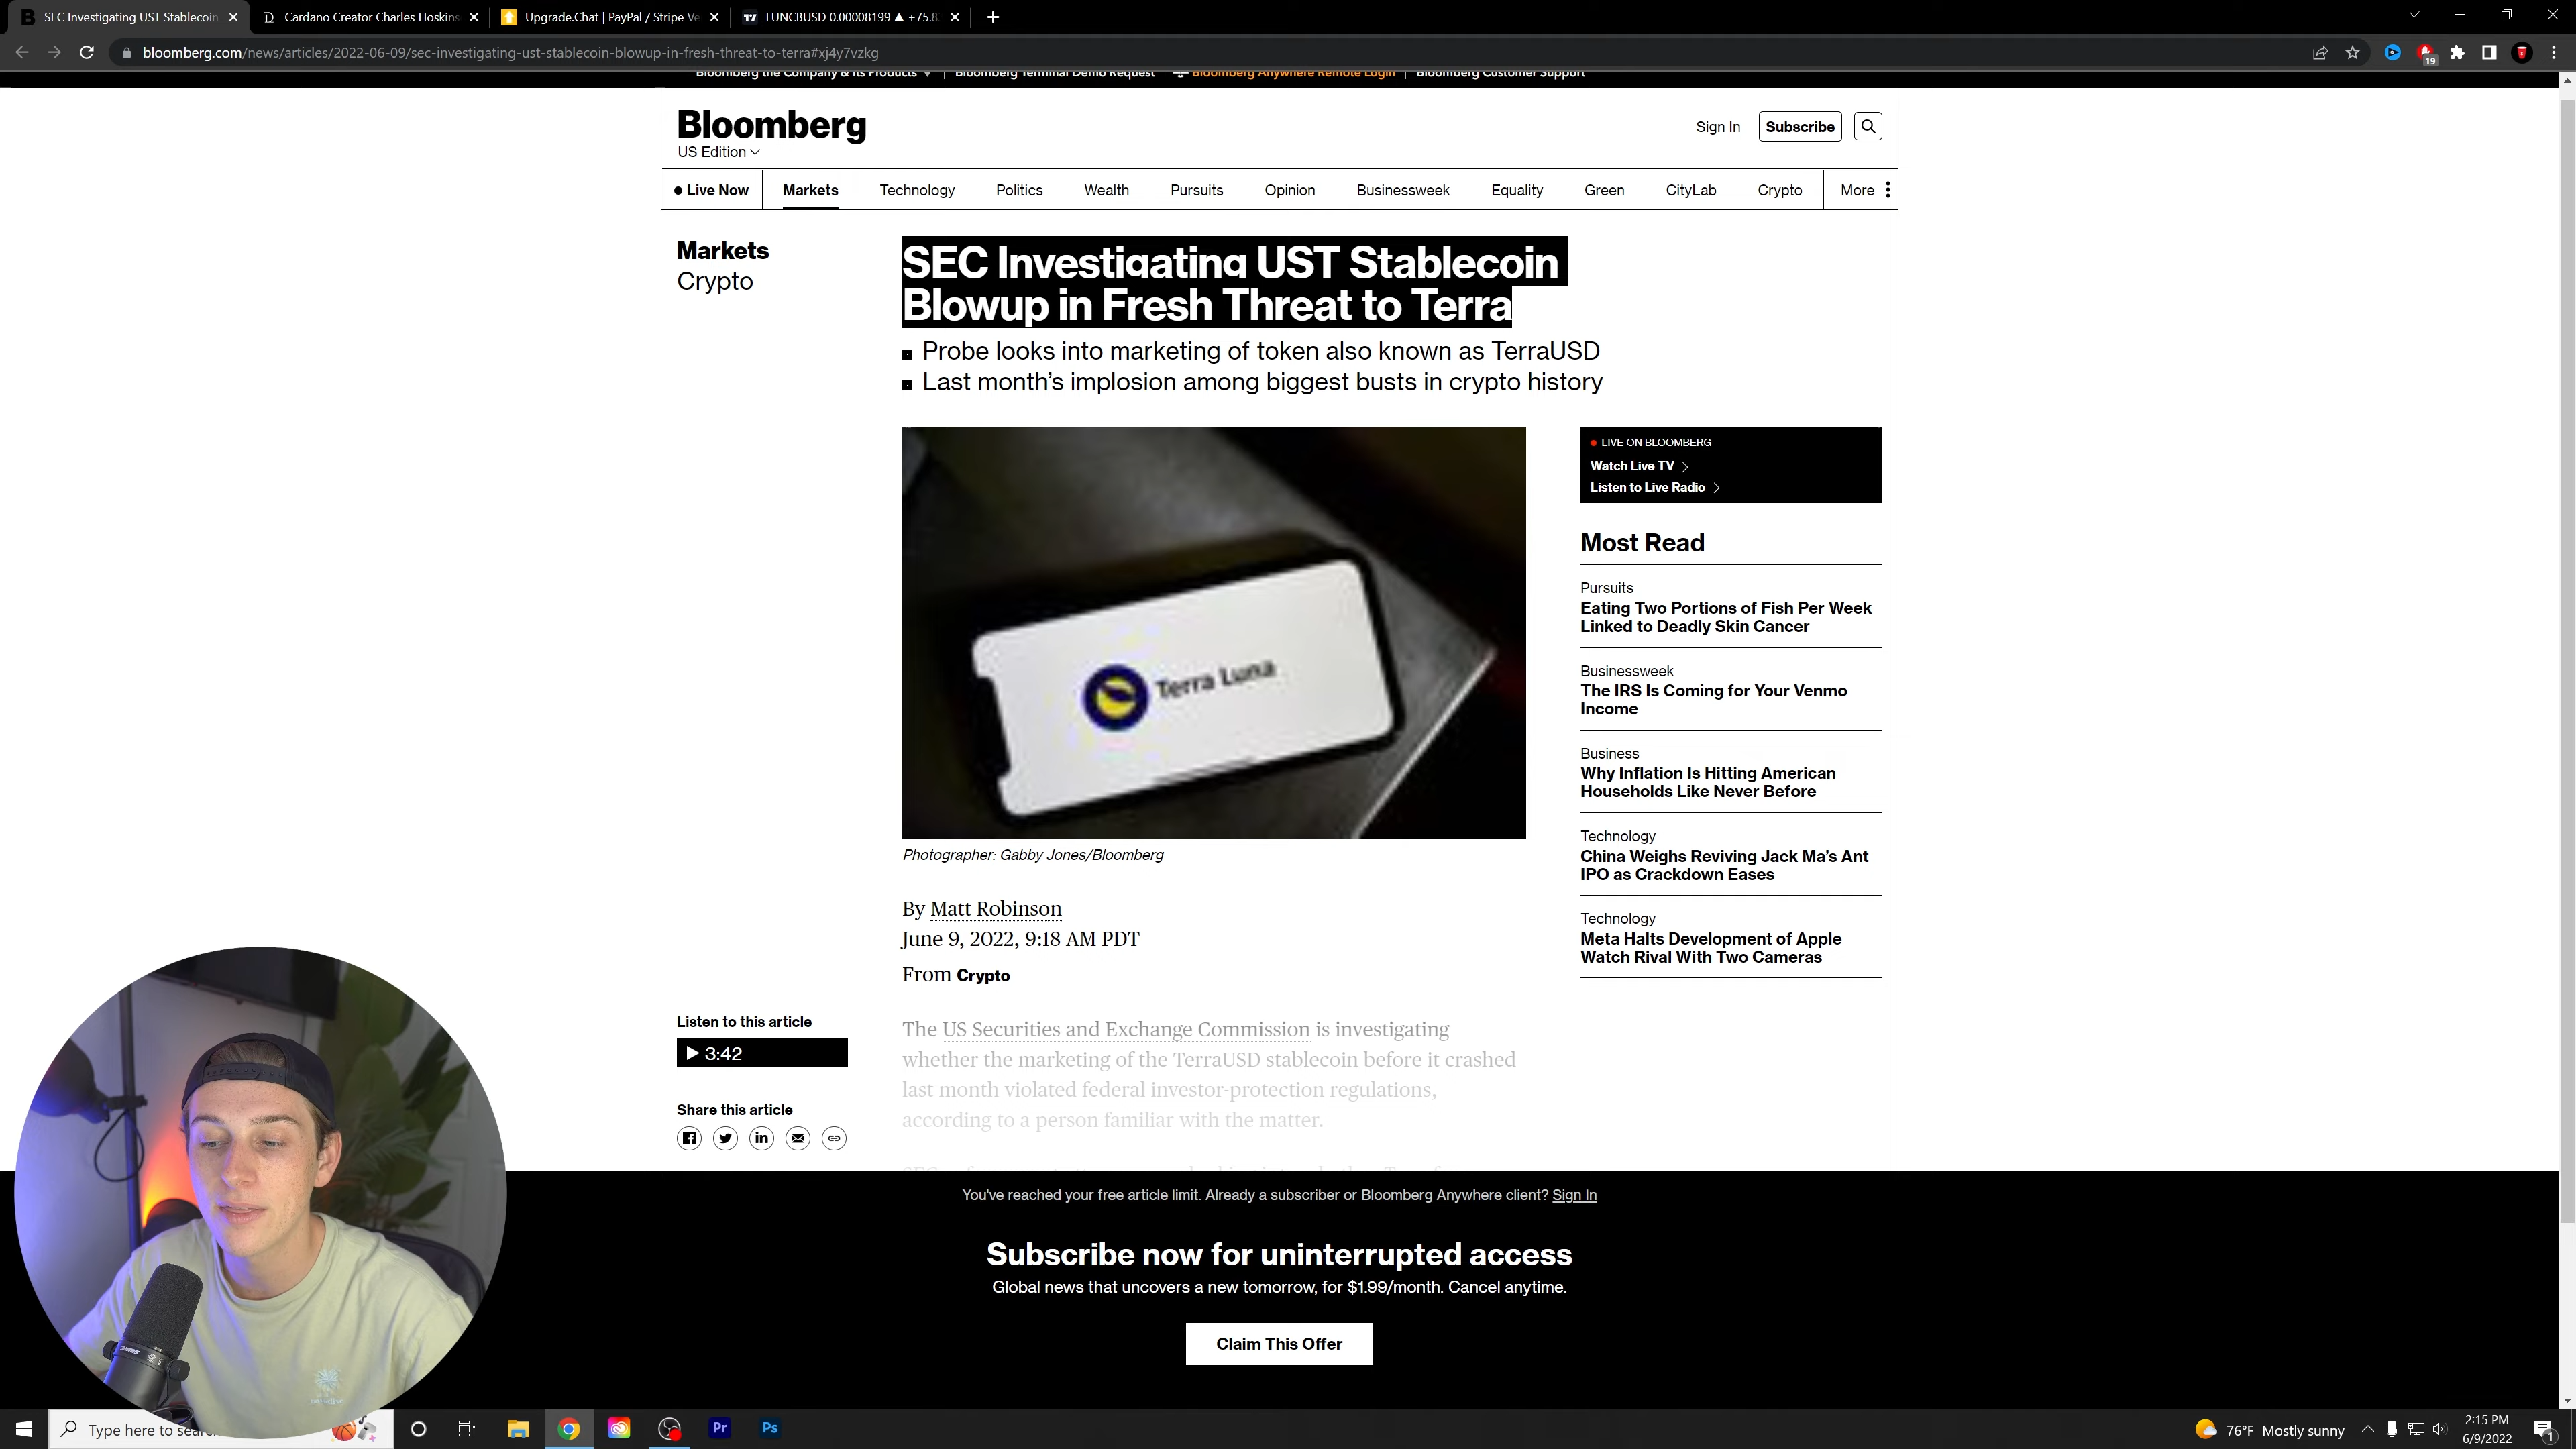 SEC Investigating UST Stablecoin
Cardano Creator Charles Hoskins
Upgrade.Chat | PayPal / Stripe Ve
LUNCBUSD 0.00008199 ▲ +75.8
bloomberg.com/news/articles/2022-06-09/sec-investigating-ust-stablecoin-blowup-in-fresh-threat-to-terra#xj4y7vzkg
19
Bloomberg the Company & Its Products
Bloomberg Terminal Demo Request
Bloomberg Anywhere Remote Login
Bloomberg Customer Support
Bloomberg
US Edition
Sign In
Subscribe
Live Now
Markets
Technology
Politics
Wealth
Pursuits
Opinion
Businessweek
Equality
Green
CityLab
Crypto
More
Markets
Crypto
SEC Investigating UST Stablecoin
Blowup in Fresh Threat to Terra
Probe looks into marketing of token also known as TerraUSD
Last month's implosion among biggest busts in crypto history
Terra Luna
Photographer: Gabby Jones/Bloomberg
By Matt Robinson
June 9, 2022, 9:18 AM PDT
From Crypto
Listen to this article
3:42
Share this article
The US Securities and Exchange Commission is investigating
whether the marketing of the TerraUSD stablecoin before it crashed
last month violated federal investor-protection regulations,
according to a person familiar with the matter.
LIVE ON BLOOMBERG
Watch Live TV
Listen to Live Radio
Most Read
Pursuits
Eating Two Portions of Fish Per Week
Linked to Deadly Skin Cancer
Businessweek
The IRS Is Coming for Your Venmo
Income
Business
Why Inflation Is Hitting American
Households Like Never Before
Technology
China Weighs Reviving Jack Ma's Ant
IPO as Crackdown Eases
Technology
Meta Halts Development of Apple
Watch Rival With Two Cameras
You've reached your free article limit. Already a subscriber or Bloomberg Anywhere client? Sign In
Subscribe now for uninterrupted access
Global news that uncovers a new tomorrow, for $1.99/month. Cancel anytime.
Claim This Offer
Type here to sear
Pr
Ps
76°F Mostly sunny
2:15 PM
6/9/2022
1